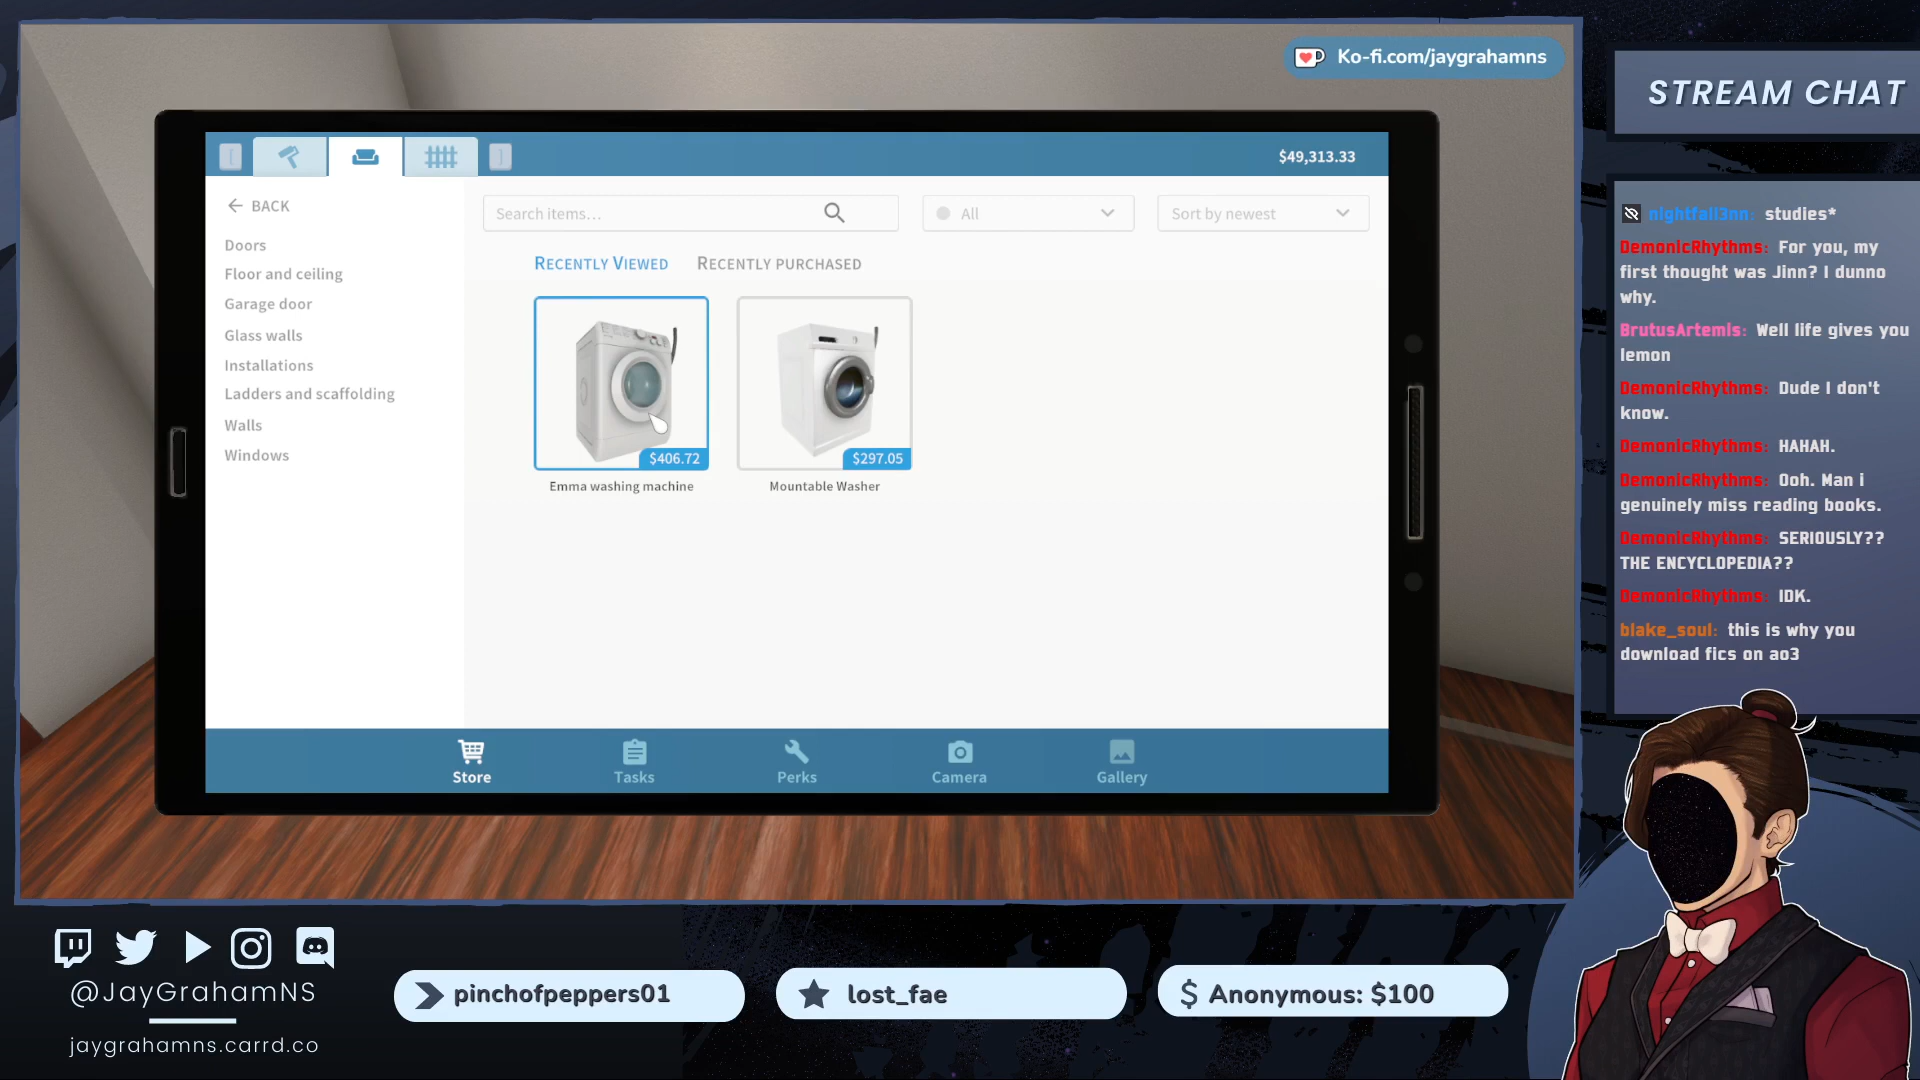 Ko-fi.com/jaygrahamns
STREAM CHAT
$49,313.33
BACK
Search items...
All
Sort by newest
Doors
Floor and ceiling
Garage door
Glass walls
Installations
Ladders and scaffolding
Walls
Windows
RECENTLY VIEWED
RECENTLY PURCHASED
$406.72
$297.05
Emma washing machine
Mountable Washer
Store
Tasks
Perks
Camera
Gallery
nightfall3nn: studies*
DemonicRhythms: For you, my
first thought was Jinn? I dunno
why.
BrutusArtemis: Well life gives you
lemon
DemonicRhythms: Dude I don't
know.
DemonicRhythms: HAHAH.
DemonicRhythms: Ooh. Man i
genuinely miss reading books.
DemonicRhythms: SERIOUSLY??
THE ENCYCLOPEDIA??
DemonicRhythms: IDK.
blake_soul: this is why you
download fics on ao3
@JayGrahamNS
jaygrahamns.carrd.co
pinchofpeppers01
lost_fae
$ Anonymous: $100